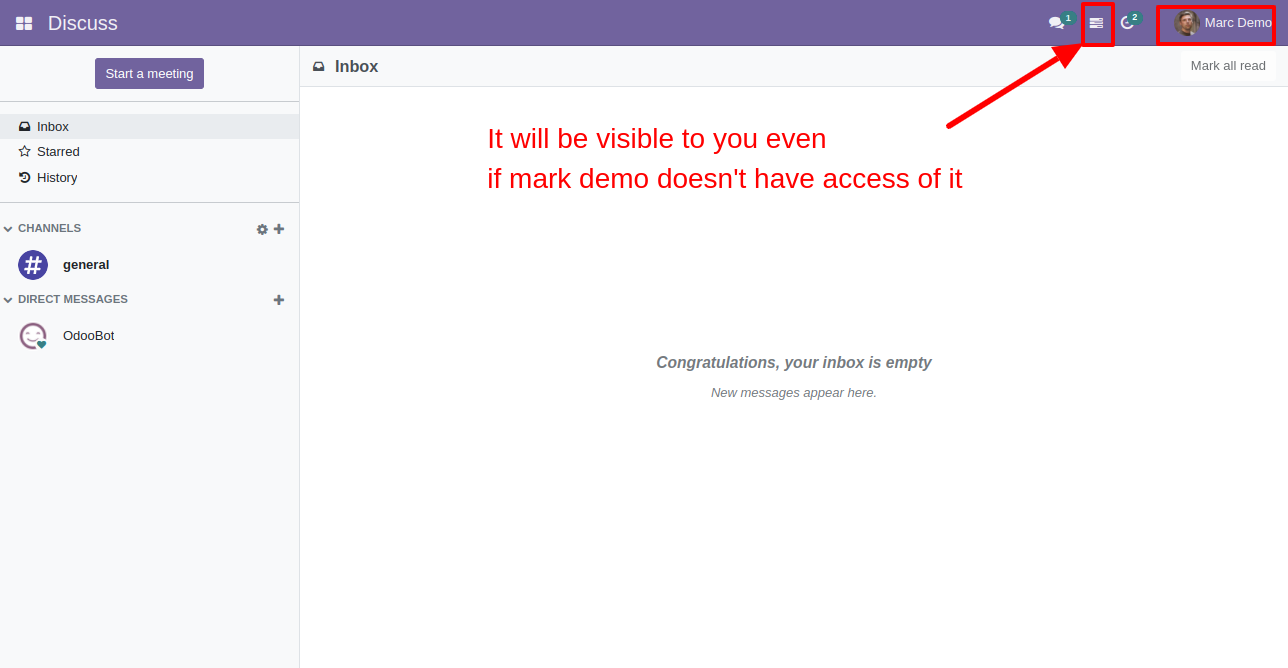 Discuss
1
2
Marc Demo
Start a meeting
Inbox
Mark all read
Inbox
Starred
History
It will be visible to you even
if mark demo doesn't have access of it
CHANNELS
general
DIRECT MESSAGES
OdooBot
Congratulations, your inbox is empty
New messages appear here.